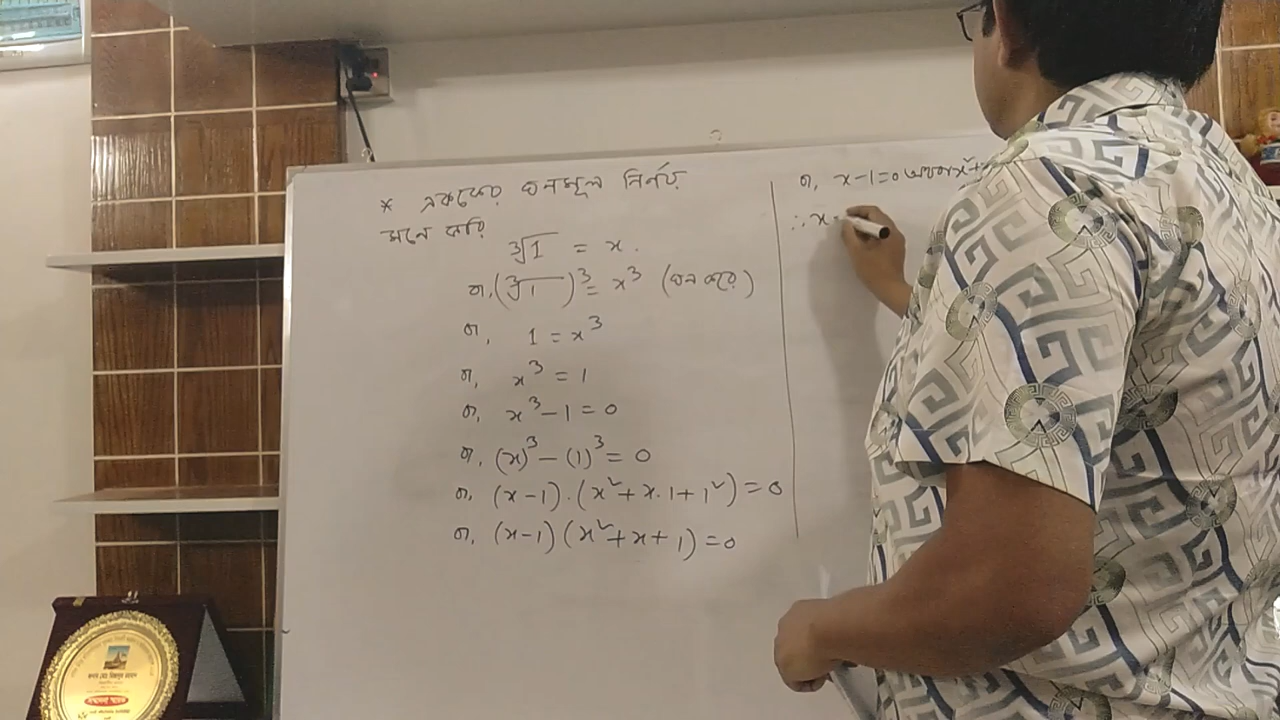 * এককের ঘনমূল নির্ণয়
মনে করি
∛1 = x.
বা, (∛1)³ = x³ (ঘন করে)
বা, 1 = x³
বা, x³ = 1
বা, x³ - 1 = 0
বা, (x)³ - (1)³ = 0
বা, (x-1).(x²+x.1+1²) = 0
বা, (x-1)(x²+x+1) = 0
বা, x-1=0 অথবা x²+
∴ x =